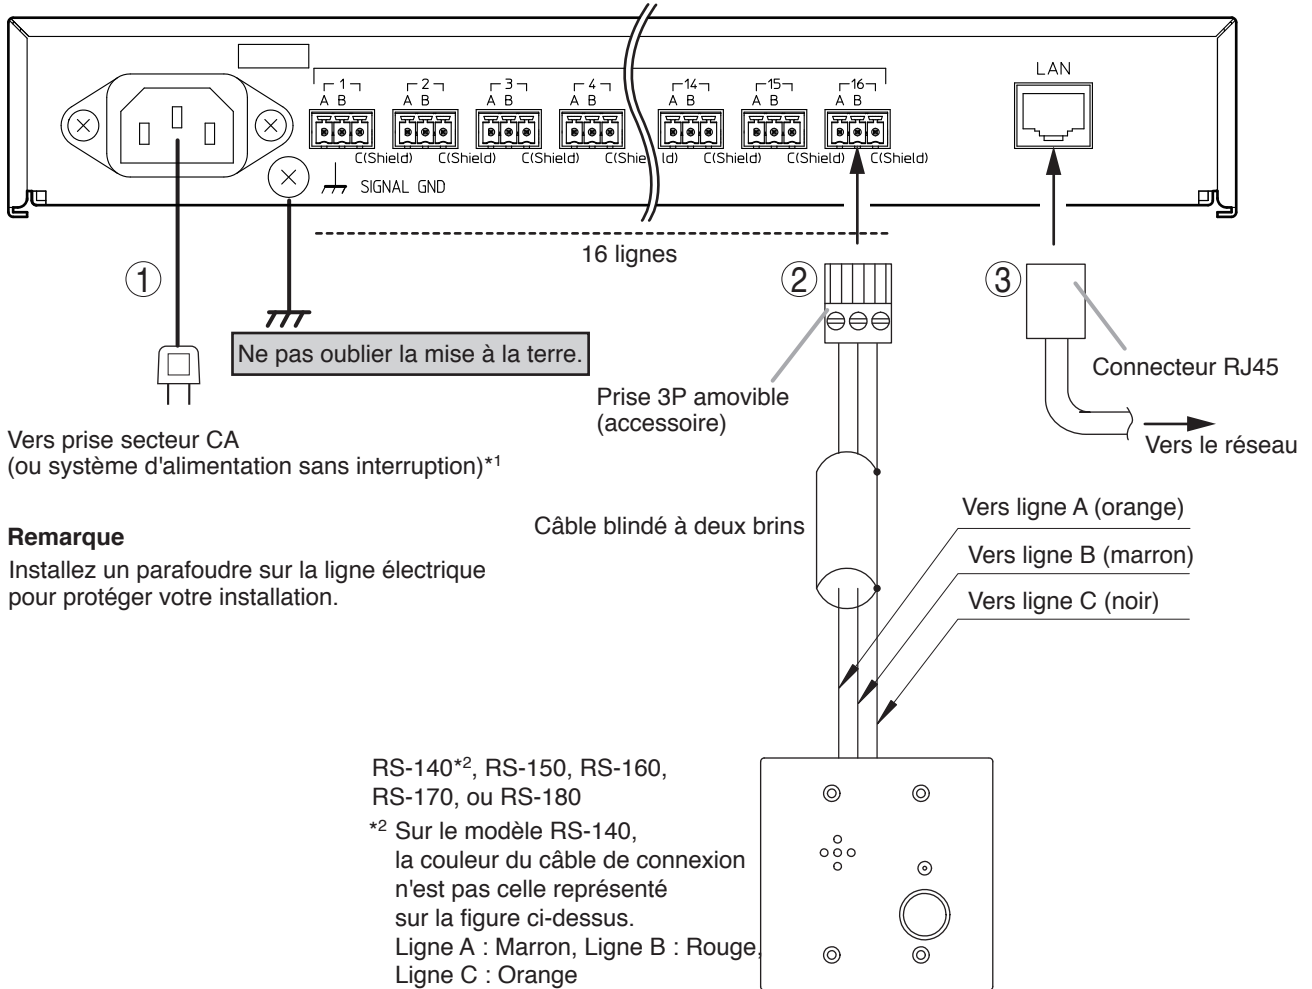 1 2 3 4 14 15 16
A B A B A B A B A B A B A B
LAN
C(Shield) C(Shield) C(Shield) C(Shield) C(Shield) C(Shield) C(Shield)
SIGNAL GND
16 lignes
1
2
3
Ne pas oublier la mise à la terre.
Connecteur RJ45
Prise 3P amovible
(accessoire)
Vers prise secteur CA
(ou système d'alimentation sans interruption)*1
Vers le réseau
Câble blindé à deux brins
Vers ligne A (orange)
Vers ligne B (marron)
Vers ligne C (noir)
Remarque
Installez un parafoudre sur la ligne électrique
pour protéger votre installation.
RS-140*2, RS-150, RS-160,
RS-170, ou RS-180
*2 Sur le modèle RS-140,
la couleur du câble de connexion
n'est pas celle représenté
sur la figure ci-dessus.
Ligne A : Marron, Ligne B : Rouge,
Ligne C : Orange